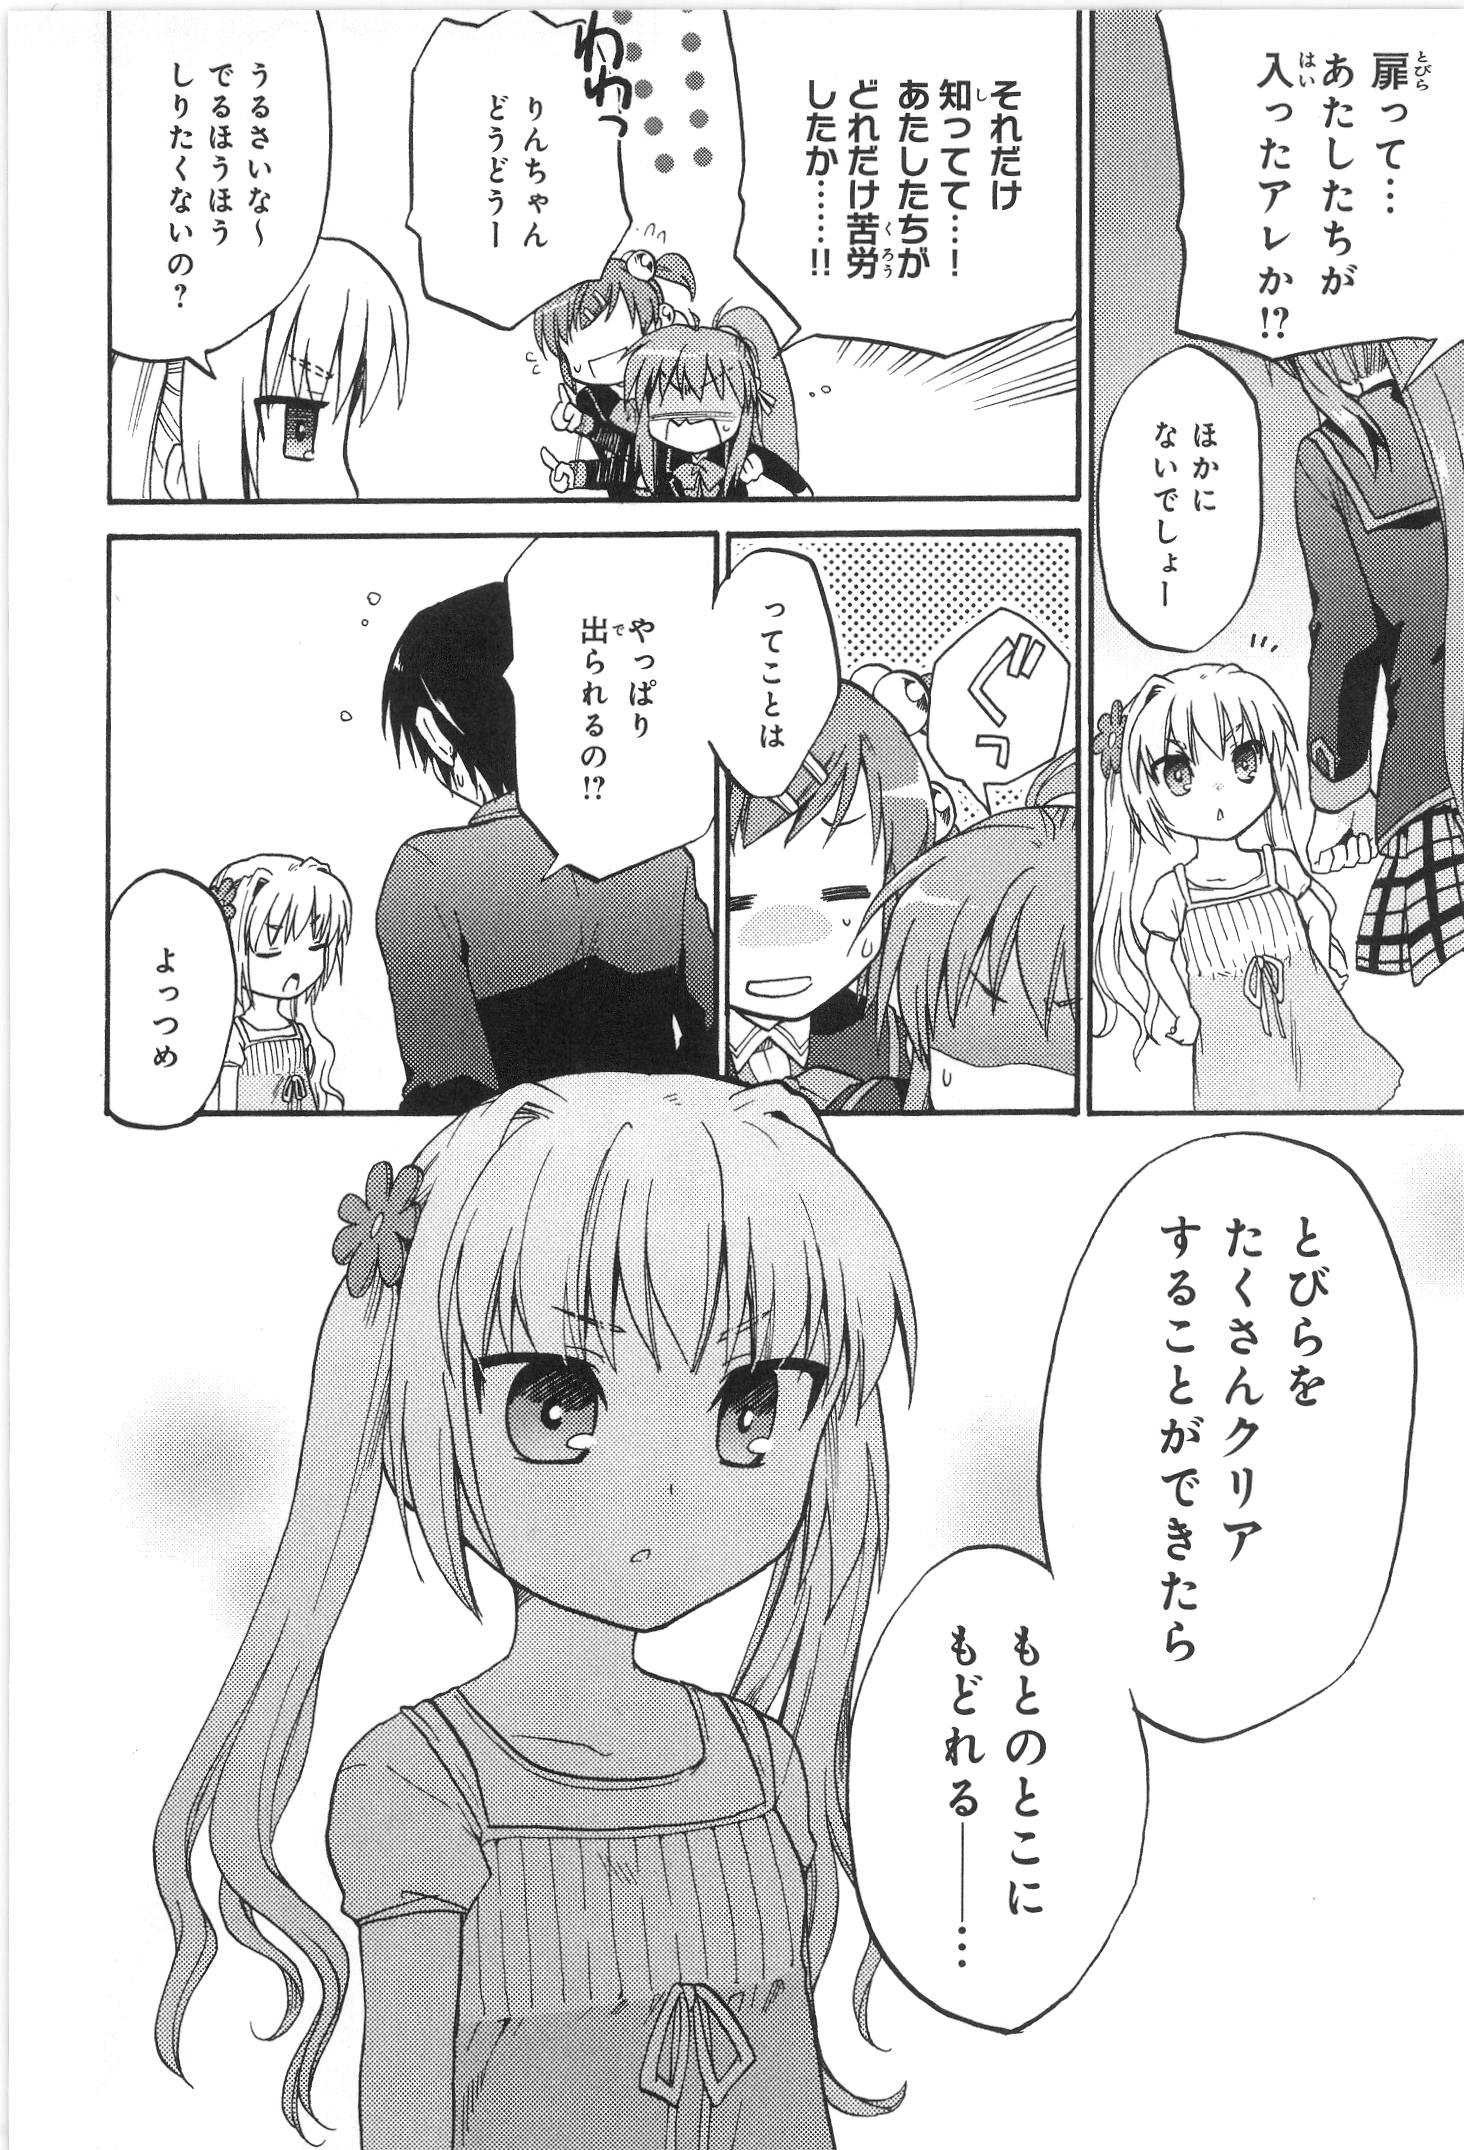 扉って…
あたしたちが
入ったアレか!?
ほかに
ないでしょー
それだけ
知ってて…!
あたしたちが
どれだけ苦労
したか……!!
わわっ
りんちゃん
どうどうー
うるさいな〜
でるほうほう
しりたくないの?
ぐっ
ってことは
やっぱり
出られるの!?
よっつめ
とびらを
たくさんクリア
することができたら
もとのとこに
もどれる――…